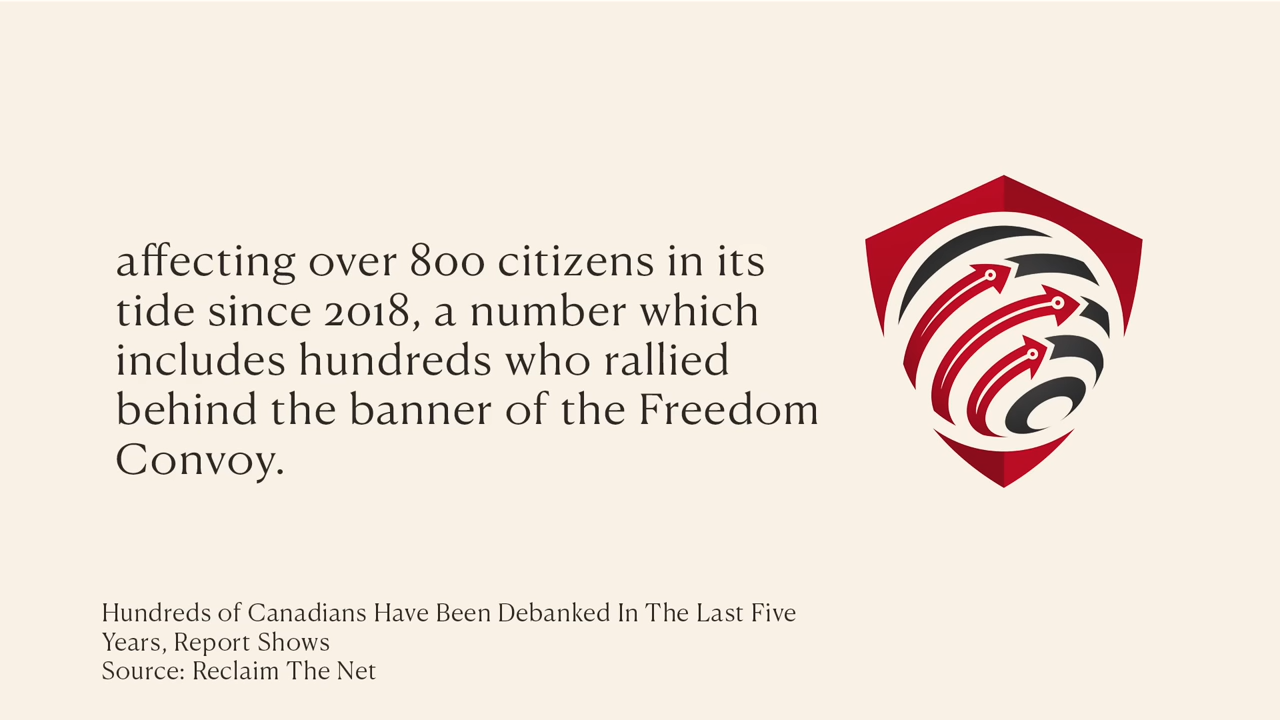 affecting over 800 citizens in its
tide since 2018, a number which
includes hundreds who rallied
behind the banner of the Freedom
Convoy.
Hundreds of Canadians Have Been Debanked In The Last Five
Years, Report Shows
Source: Reclaim The Net